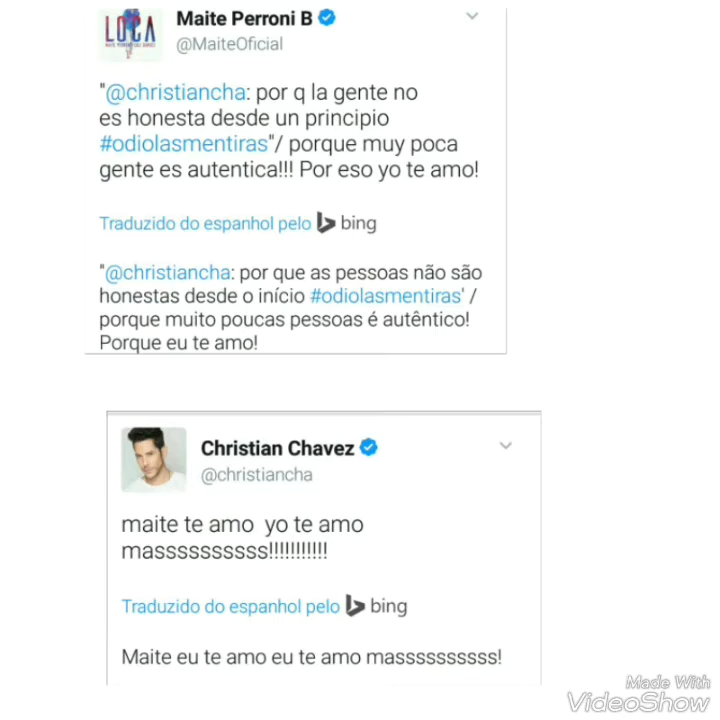 LOCA
Maite Perroni B
@MaiteOficial
"@christiancha: por q la gente no
es honesta desde un principio
#odiolasmentiras"/ porque muy poca
gente es autentica!!! Por eso yo te amo!
Traduzido do espanhol pelo bing
"@christiancha: por que as pessoas não são
honestas desde o início #odiolasmentiras' /
porque muito poucas pessoas é autêntico!
Porque eu te amo!
Christian Chavez
@christiancha
maite te amo yo te amo
massssssssss!!!!!!!!!!!
Traduzido do espanhol pelo bing
Maite eu te amo eu te amo massssssssss!
Made With
VideoShow